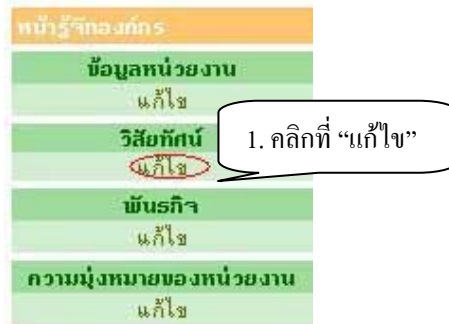 หน้ารู้จักองค์กร
ข้อมูลหน่วยงาน
แก้ไข
วิสัยทัศน์
แก้ไข
1. คลิกที่ “แก้ไข”
พันธกิจ
แก้ไข
ความมุ่งหมายของหน่วยงาน
แก้ไข